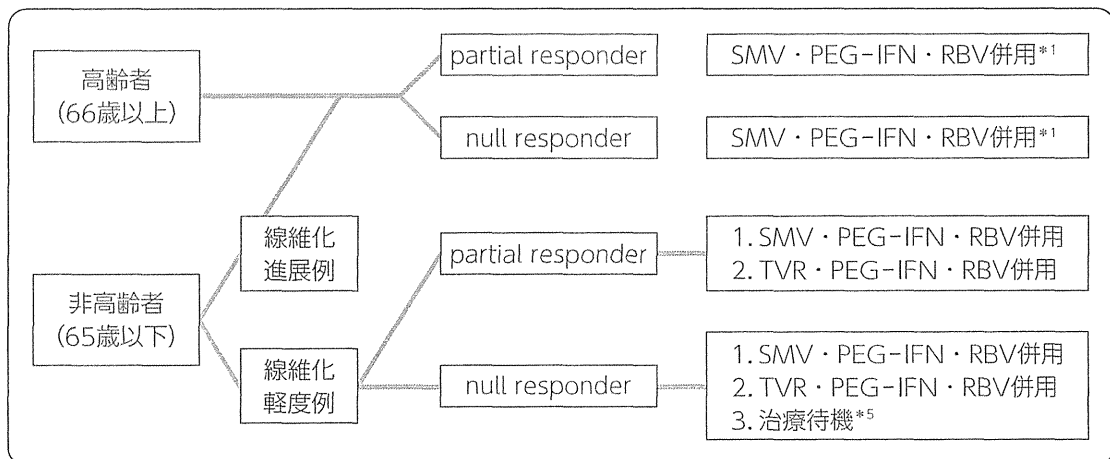 高齢者
(66歳以上)
partial responder
SMV・PEG-IFN・RBV併用*1
null responder
SMV・PEG-IFN・RBV併用*1
非高齢者
(65歳以下)
線維化
進展例
線維化
軽度例
partial responder
1. SMV・PEG-IFN・RBV併用
2. TVR・PEG-IFN・RBV併用
null responder
1. SMV・PEG-IFN・RBV併用
2. TVR・PEG-IFN・RBV併用
3. 治療待機*5